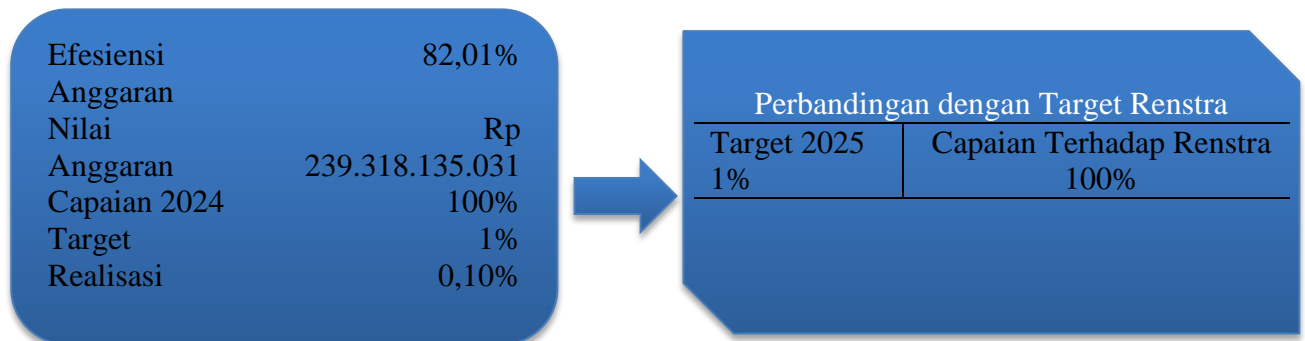 Efesiensi 82,01%
Anggaran
Nilai Rp
Anggaran 239.318.135.031
Capaian 2024 100%
Target 1%
Realisasi 0,10%
Perbandingan dengan Target Renstra
Target 2025 Capaian Terhadap Renstra
1% 100%